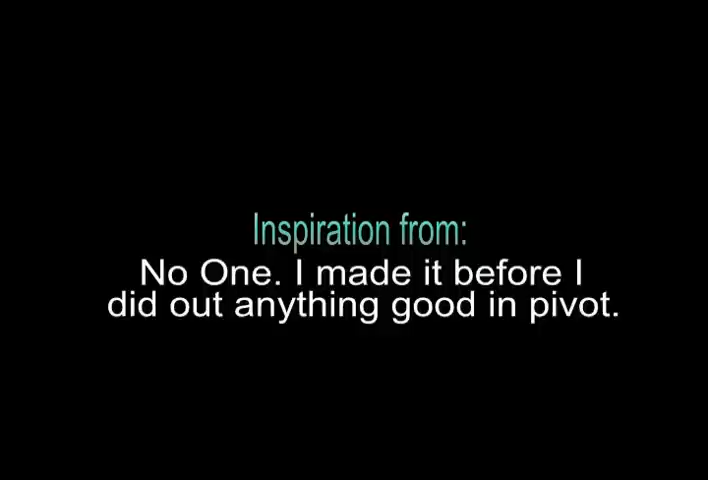 Inspiration from:
No One. I made it before I
did out anything good in pivot.